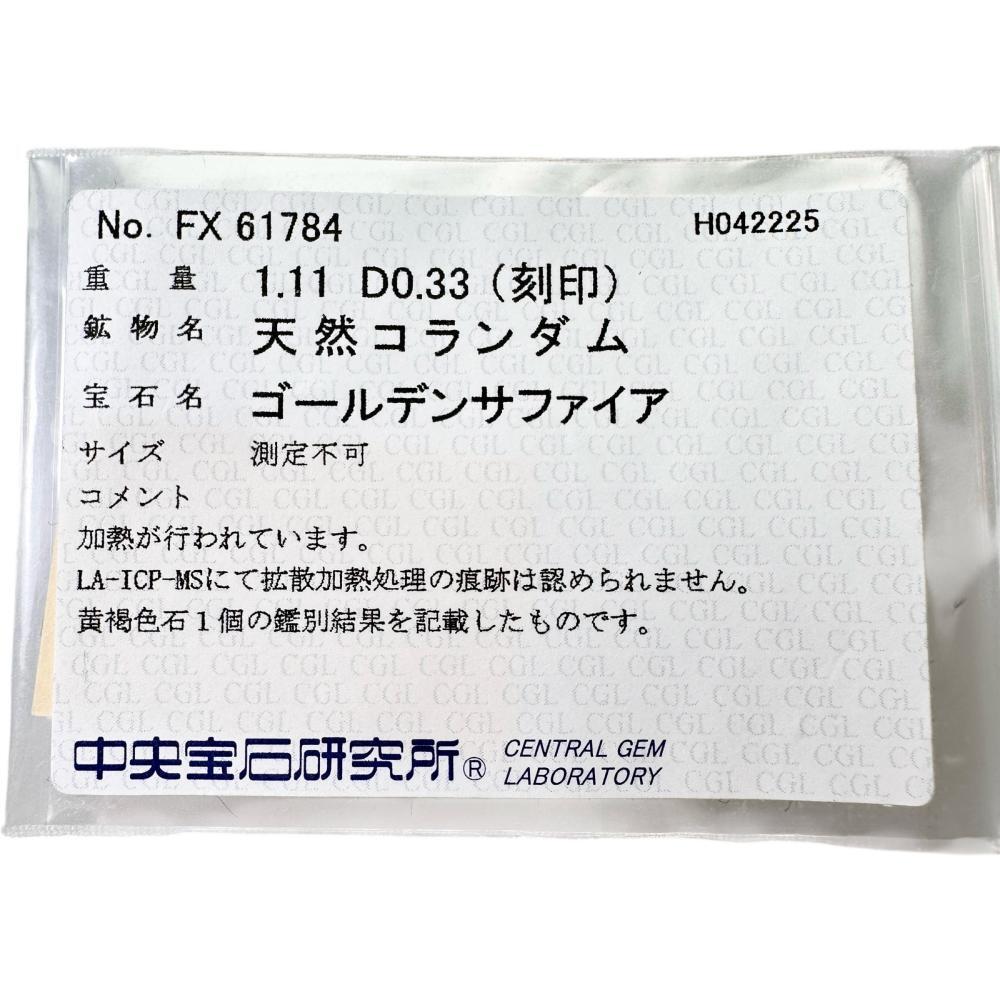 No. FX 61784 H042225
重量 1.11 D0.33 (刻印)
鉱物名 天然コランダム
宝石名 ゴールデンサファイア
サイズ 測定不可
コメント
加熱が行われています。
LA-ICP-MSにて拡散加熱処理の痕跡は認められません。
黄褐色石1個の鑑別結果を記載したものです。
中央宝石研究所® CENTRAL GEM
LABORATORY